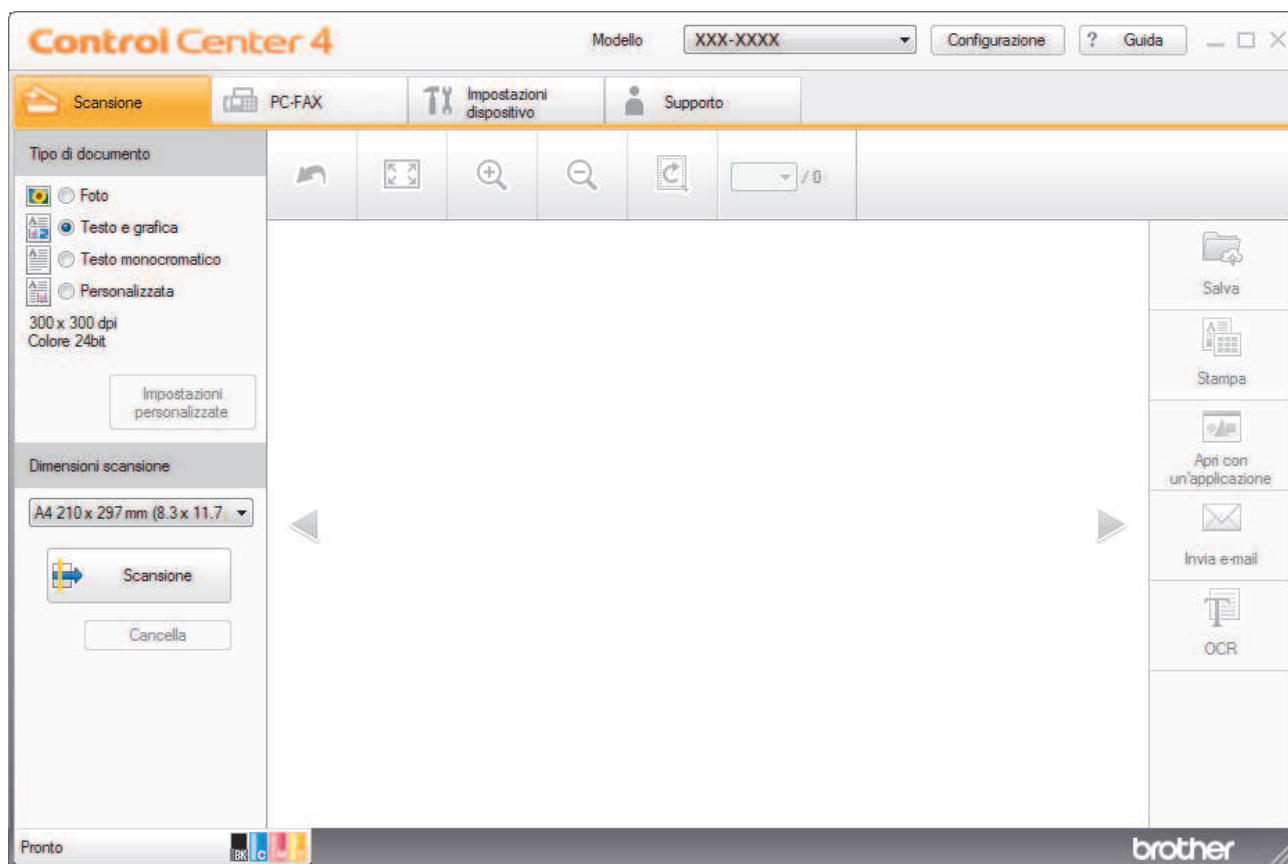 Control Center 4
Modello
XXX-XXXX
Configurazione
? Guida
Scansione
PC-FAX
Impostazioni
dispositivo
Supporto
Tipo di documento
Foto
Testo e grafica
Testo monocromatico
Personalizzata
300 x 300 dpi
Colore 24bit
Impostazioni
personalizzate
Dimensioni scansione
A4 210 x 297 mm (8.3 x 11.7
Scansione
Cancella
/ 0
Salva
Stampa
Apri con
un'applicazione
Invia e-mail
OCR
Pronto
BK C
brother